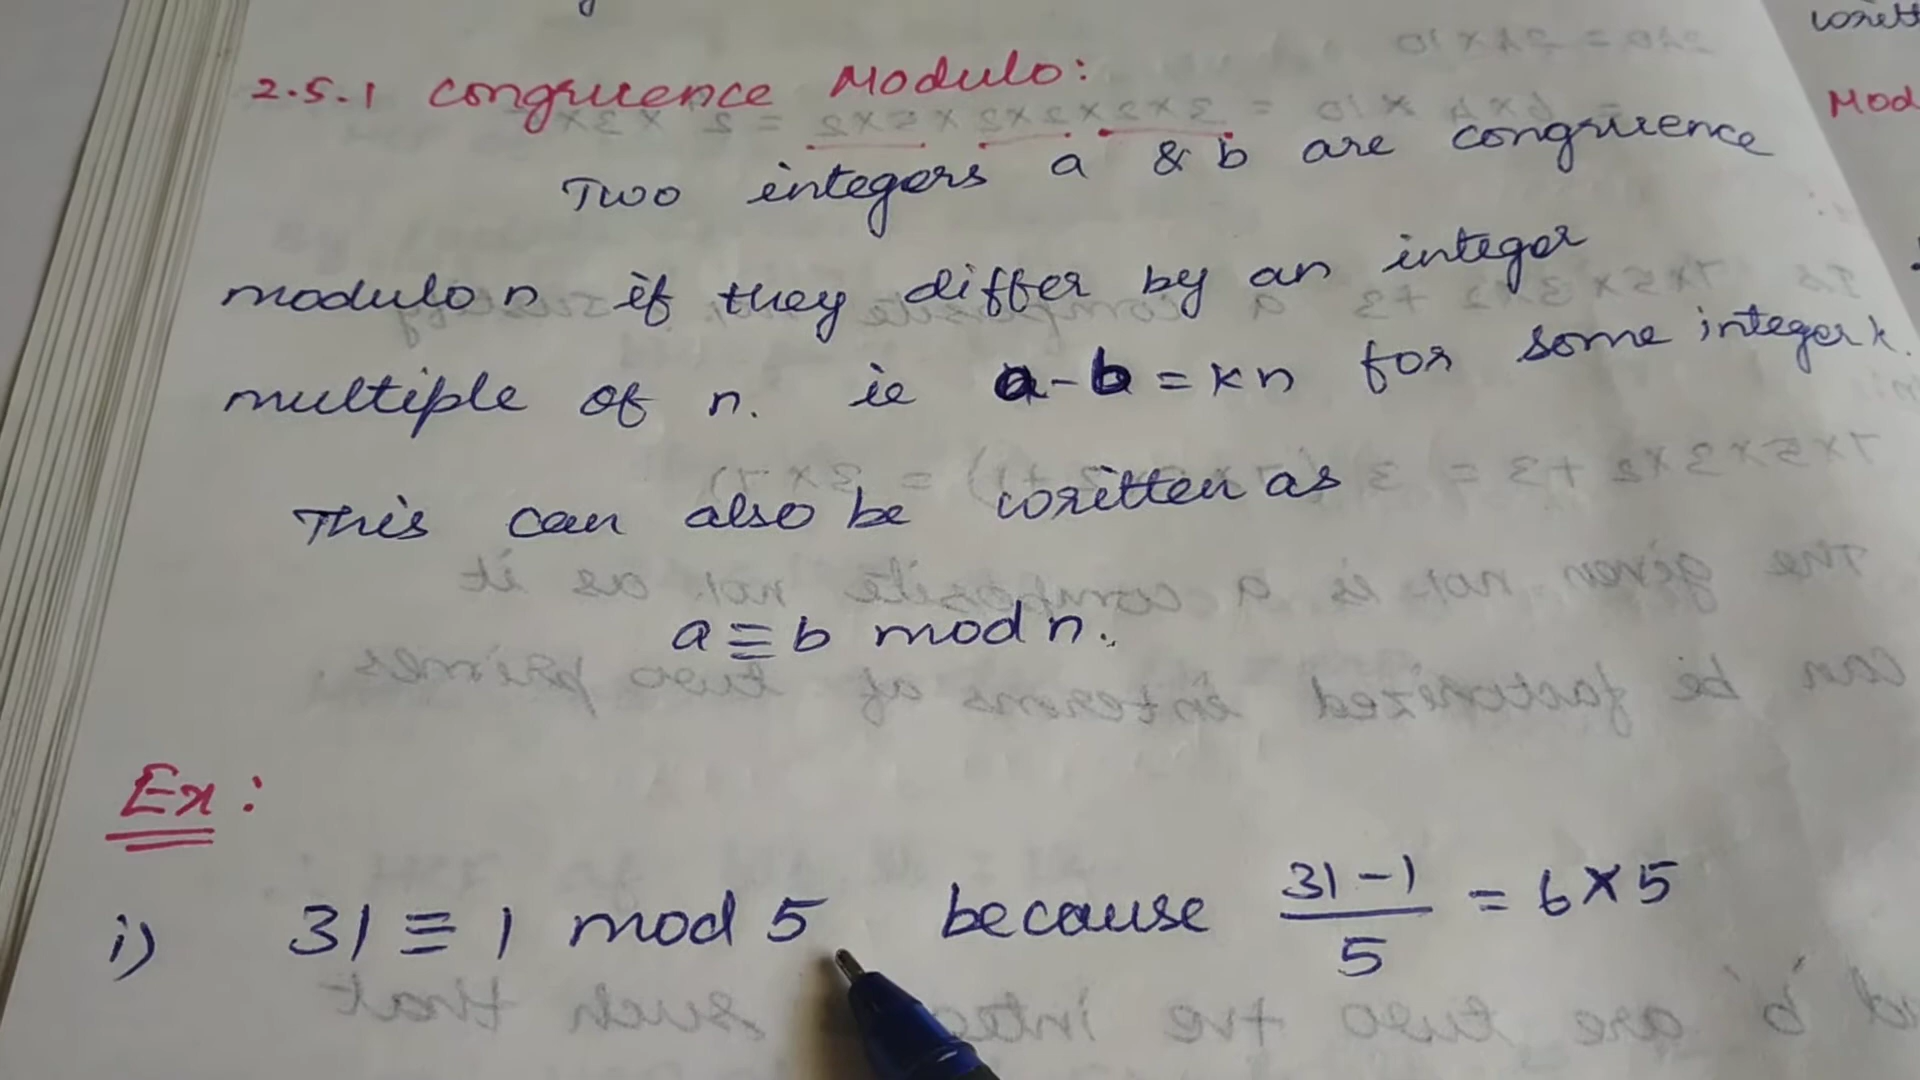 2.5.1 Congruence Modulo:
Two integers a & b are congruence
modulo n if they differ by an integer
multiple of n. ie a-b = kn for some integer k.
This can also be written as
a ≡ b mod n.
Ex:
i) 31 ≡ 1 mod 5 because 31-1/5 = 6×5
Mod